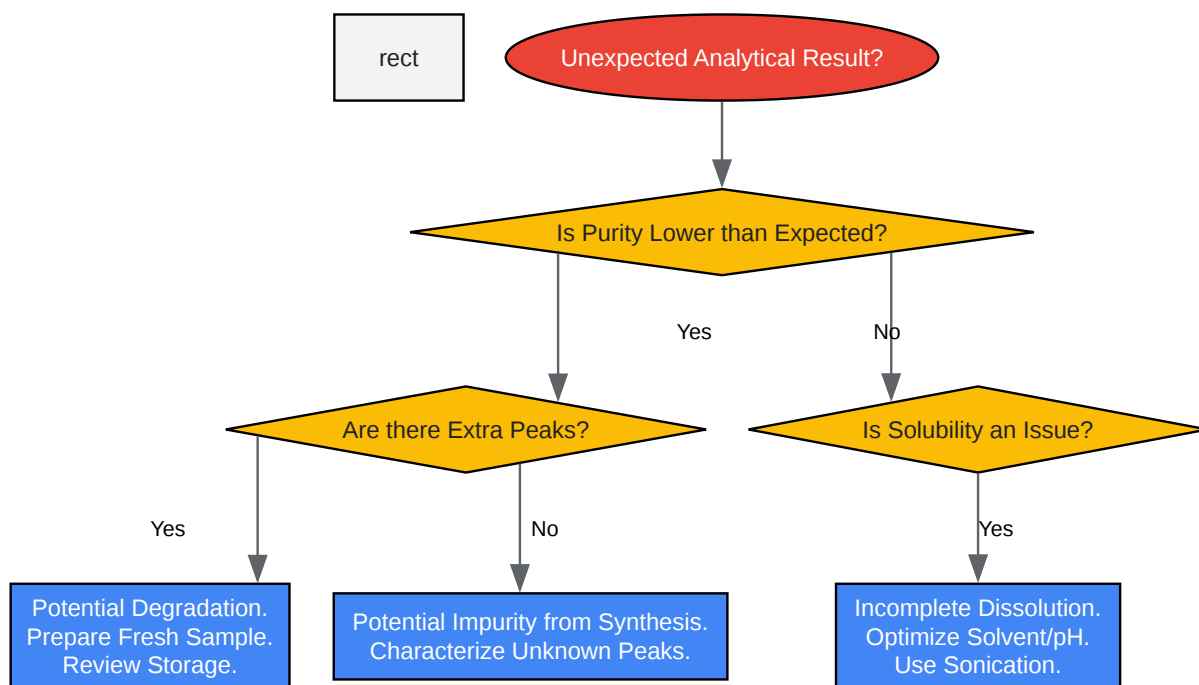 rect
Unexpected Analytical Result?
Is Purity Lower than Expected?
Yes
No
Are there Extra Peaks?
Is Solubility an Issue?
Yes
No
Yes
Potential Degradation.
Prepare Fresh Sample.
Review Storage.
Potential Impurity from Synthesis.
Characterize Unknown Peaks.
Incomplete Dissolution.
Optimize Solvent/pH.
Use Sonication.